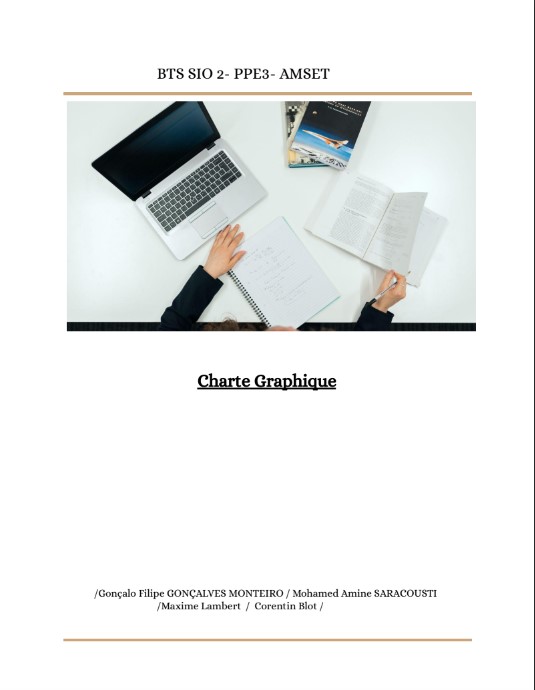 BTS SIO 2- PPE3- AMSET
Charte Graphique
/Gonçalo Filipe GONÇALVES MONTEIRO / Mohamed Amine SARACOUSTI
/Maxime Lambert / Corentin Blot /